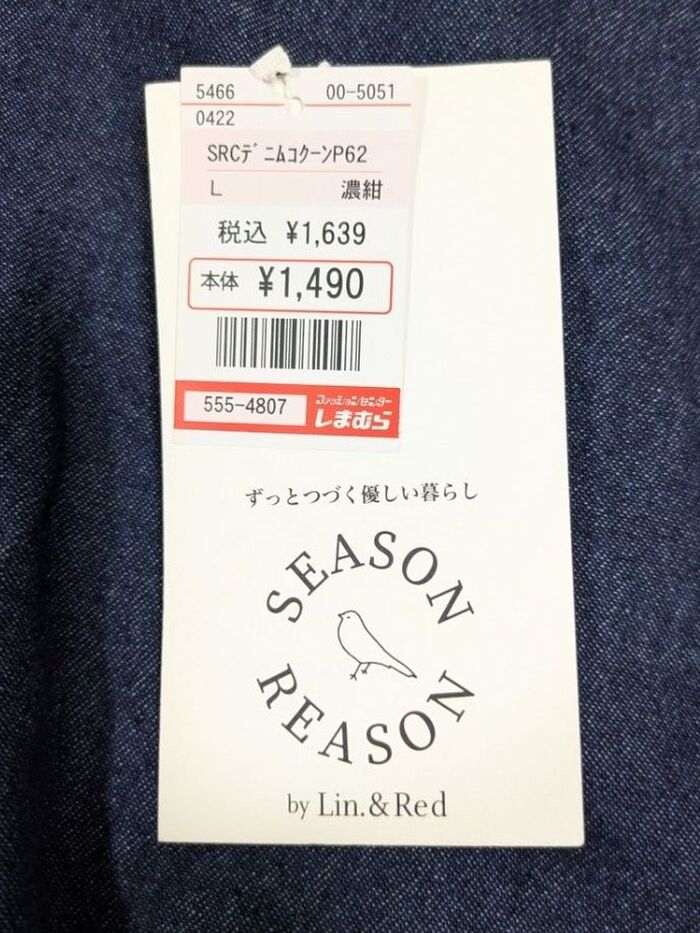 5466 00-5051
0422
SRCﾃﾞﾆﾑｺクーンP62
L 濃紺
税込 ¥1,639
本体 ¥1,490
555-4807
ファッションセンター
しまむら
ずっとつづく優しい暮らし
SEASON
REASON
by Lin.&Red